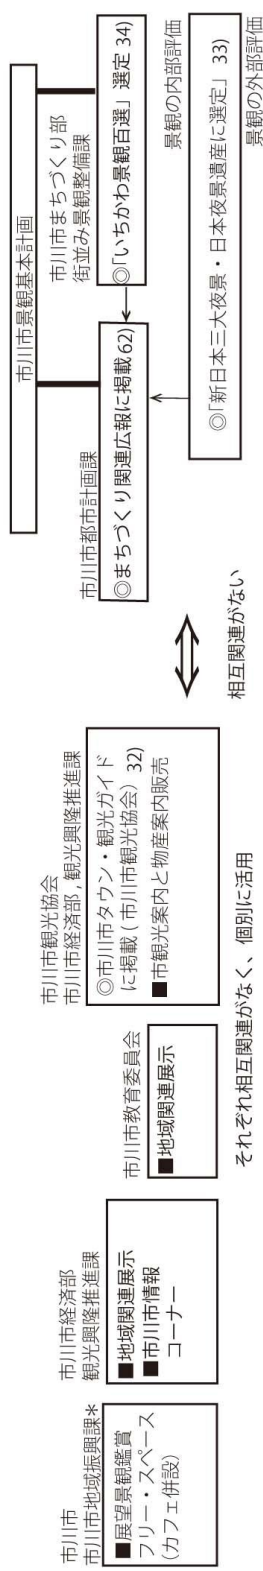 市川市
市川市地域振興課*
■展望景観鑑賞
フリー・スペース
(カフェ併設)
市川市経済部
観光興隆推進課
■地域関連展示
■市川市情報
コーナー
市川市教育委員会
■地域関連展示
市川市観光協会
市川市経済部,観光興隆推進課
◎市川市タウン・観光ガイド
に掲載(市川市観光協会) 32)
■市観光案内と物産案内販売
それぞれ相互関連がなく、個別に活用
相互関連がない
市川市景観基本計画
市川市都市計画課
◎まちづくり関連広報に掲載 62)
市川市まちづくり部
街並み景観整備課
◎「いちかわ景観百選」選定 34)
景観の内部評価
◎「新日本三大夜景・日本夜景遺産に選定」 33)
景観の外部評価